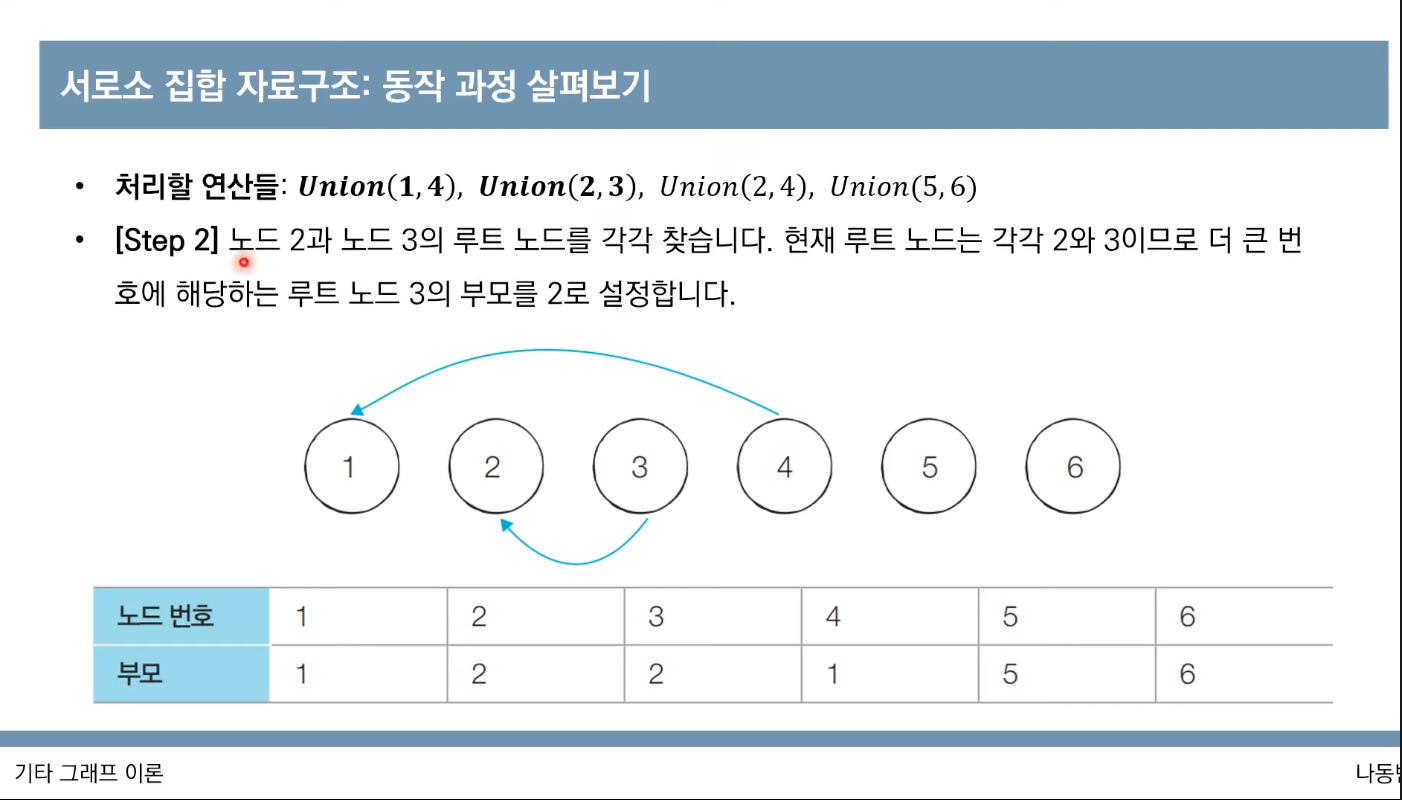 서로소 집합 자료구조: 동작 과정 살펴보기
• 처리할 연산들: Union(1,4), Union(2,3), Union(2,4), Union(5,6)
• [Step 2] 노드 2과 노드 3의 루트 노드를 각각 찾습니다. 현재 루트 노드는 각각 2와 3이므로 더 큰 번
호에 해당하는 루트 노드 3의 부모를 2로 설정합니다.
1 2 3 4 5 6
노드 번호 1 2 3 4 5 6
부모 1 2 2 1 5 6
기타 그래프 이론